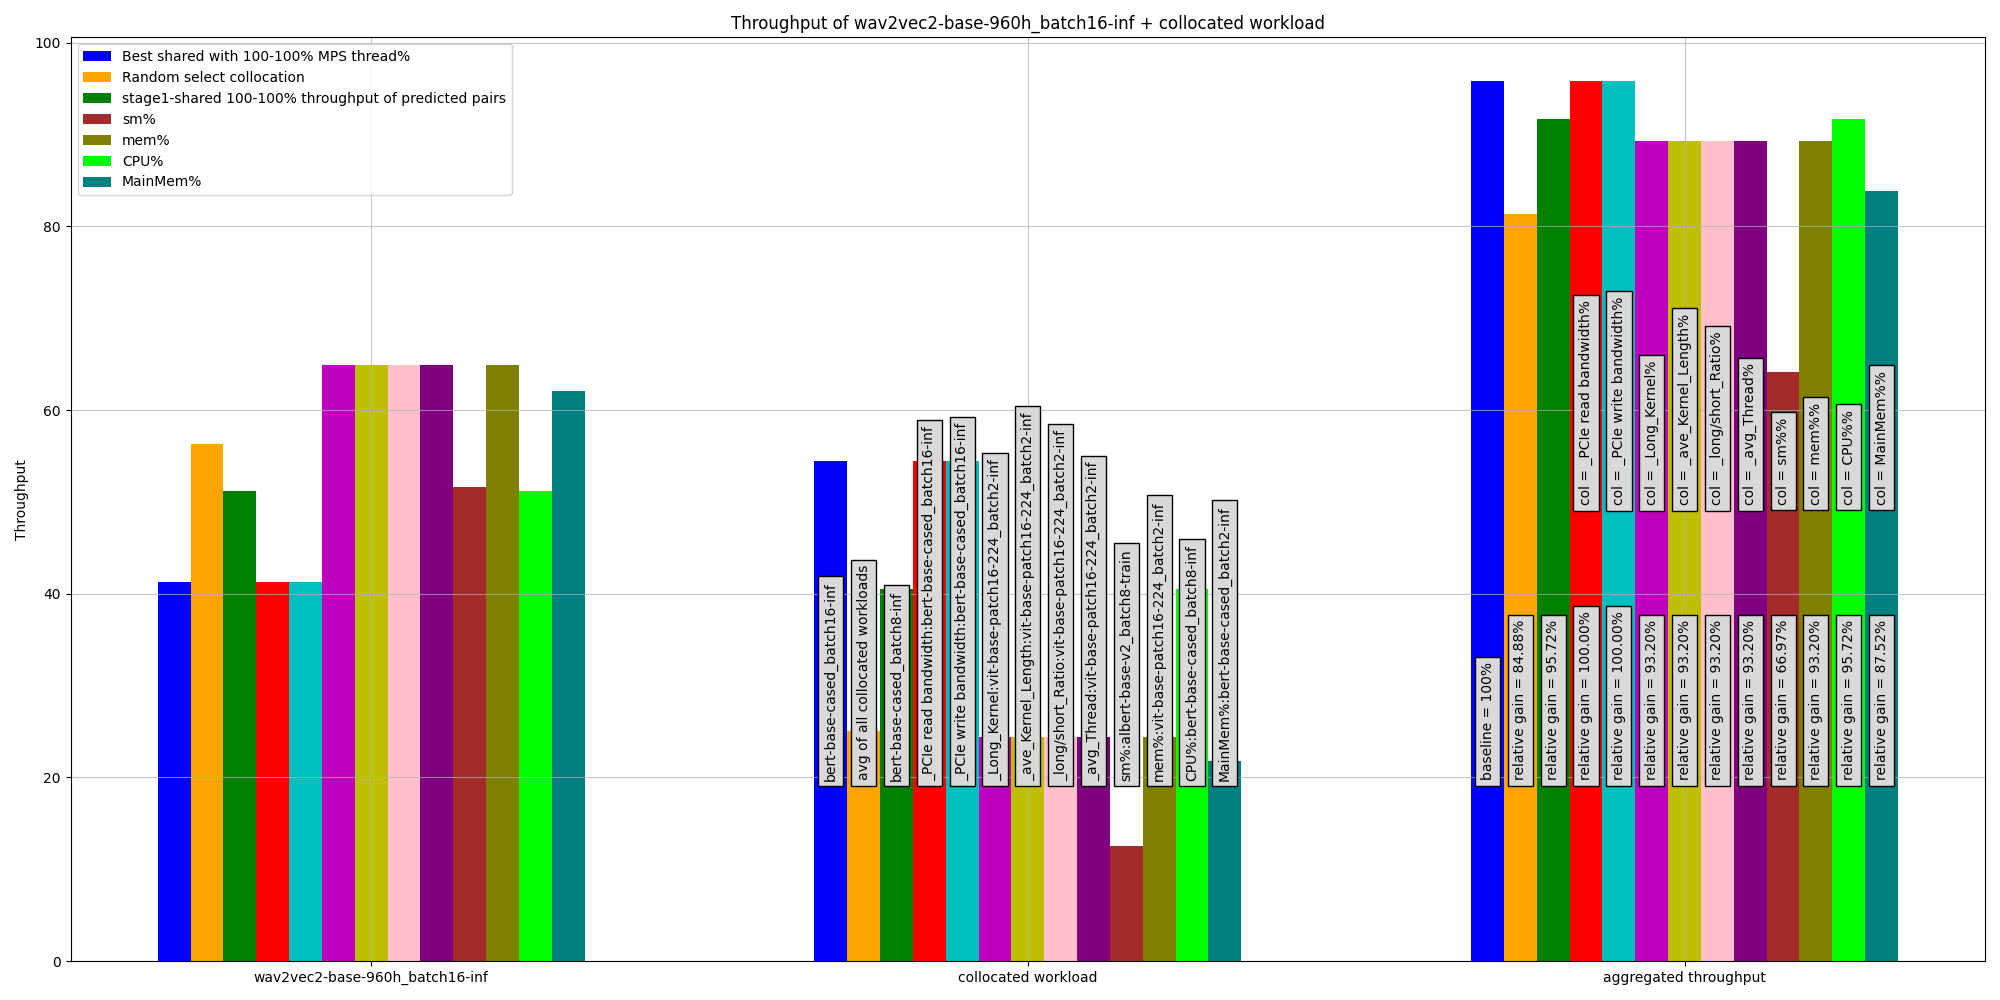 Throughput of wav2vec2-base-960h_batch16-inf + collocated workload
Throughput
100
80
60
40
20
0
Best shared with 100-100% MPS thread%
Random select collocation
stage1-shared 100-100% throughput of predicted pairs
sm%
mem%
CPU%
MainMem%
bert-base-cased_batch16-inf
avg of all collocated workloads
bert-base-cased_batch8-inf
_PCIe read bandwidth:bert-base-cased_batch16-inf
_PCIe write bandwidth:bert-base-cased_batch16-inf
_Long_Kernel:vit-base-patch16-224_batch2-inf
_ave_Kernel_Length:vit-base-patch16-224_batch2-inf
_long/short_Ratio:vit-base-patch16-224_batch2-inf
_avg_Thread:vit-base-patch16-224_batch2-inf
sm%:albert-base-v2_batch8-train
mem%:vit-base-patch16-224_batch2-inf
CPU%:bert-base-cased_batch8-inf
MainMem%:bert-base-cased_batch2-inf
col = _PCIe read bandwidth%
col = _PCIe write bandwidth%
col = _Long_Kernel%
col = _ave_Kernel_Length%
col = _long/short_Ratio%
col = _avg_Thread%
col = sm%%
col = mem%%
col = CPU%%
col = MainMem%%
baseline = 100%
relative gain = 84.88%
relative gain = 95.72%
relative gain = 100.00%
relative gain = 100.00%
relative gain = 93.20%
relative gain = 93.20%
relative gain = 93.20%
relative gain = 93.20%
relative gain = 66.97%
relative gain = 93.20%
relative gain = 95.72%
relative gain = 87.52%
wav2vec2-base-960h_batch16-inf
collocated workload
aggregated throughput